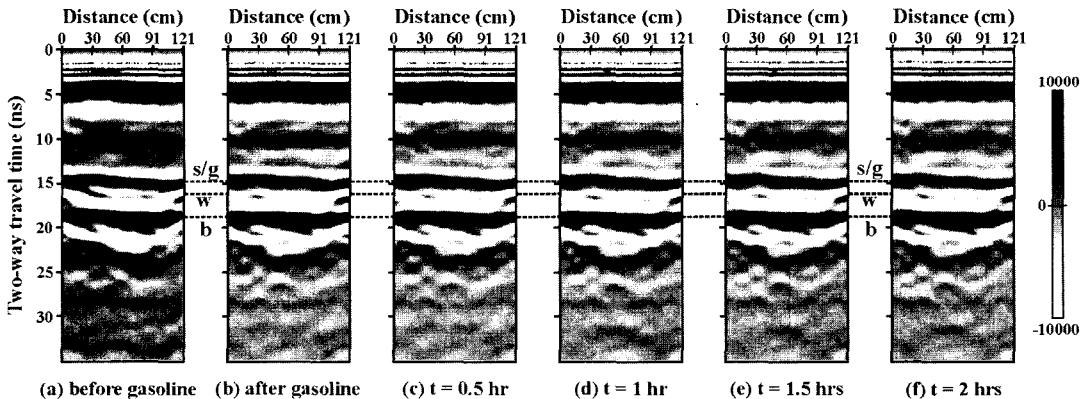 Distance (cm) Distance (cm) Distance (cm) Distance (cm) Distance (cm) Distance (cm)
0 30 60 91 121 0 30 60 91 121 0 30 60 91 121 0 30 60 91 121 0 30 60 91 121 0 30 60 91 121
Two-way travel time (ns)
0
5
10
15
20
25
30
s/g
w
b
s/g
w
b
10000
0
-10000
(a) before gasoline (b) after gasoline (c) t = 0.5 hr (d) t = 1 hr (e) t = 1.5 hrs (f) t = 2 hrs